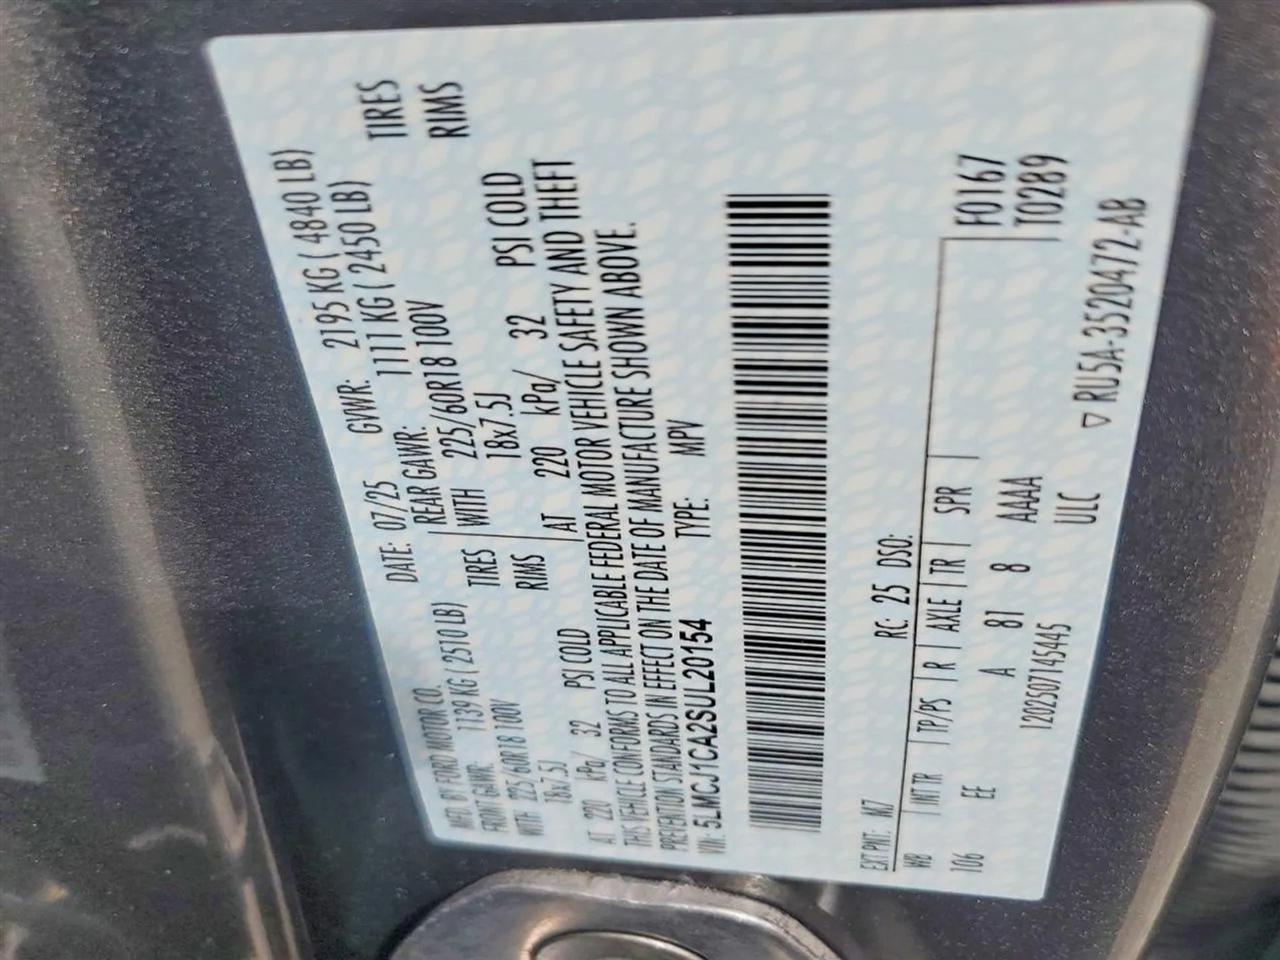 MFD. BY FORD MOTOR CO. DATE: 07/25 GVWR: 2195 KG ( 4840 LB)
FRONT GAWR: 1139 KG ( 2510 LB) REAR GAWR: 1111 KG ( 2450 LB)
WITH 225/60R18 100V TIRES WITH 225/60R18 100V TIRES
18x7.5J RIMS 18x7.5J RIMS
AT 220 kPa/ 32 PSI COLD AT 220 kPa/ 32 PSI COLD
THIS VEHICLE CONFORMS TO ALL APPLICABLE FEDERAL MOTOR VEHICLE SAFETY AND THEFT
PREVENTION STANDARDS IN EFFECT ON THE DATE OF MANUFACTURE SHOWN ABOVE.
VIN: 5LMCJ1CA2SUL20154 TYPE: MPV
EXT PNT: M7 RC: 25 DSO:
WB INT TR TP/PS R AXLE TR SPR F0167
106 EE A 81 8 AAAA T0289
1202507145445 ULC ▽ RU5A-3520472-AB